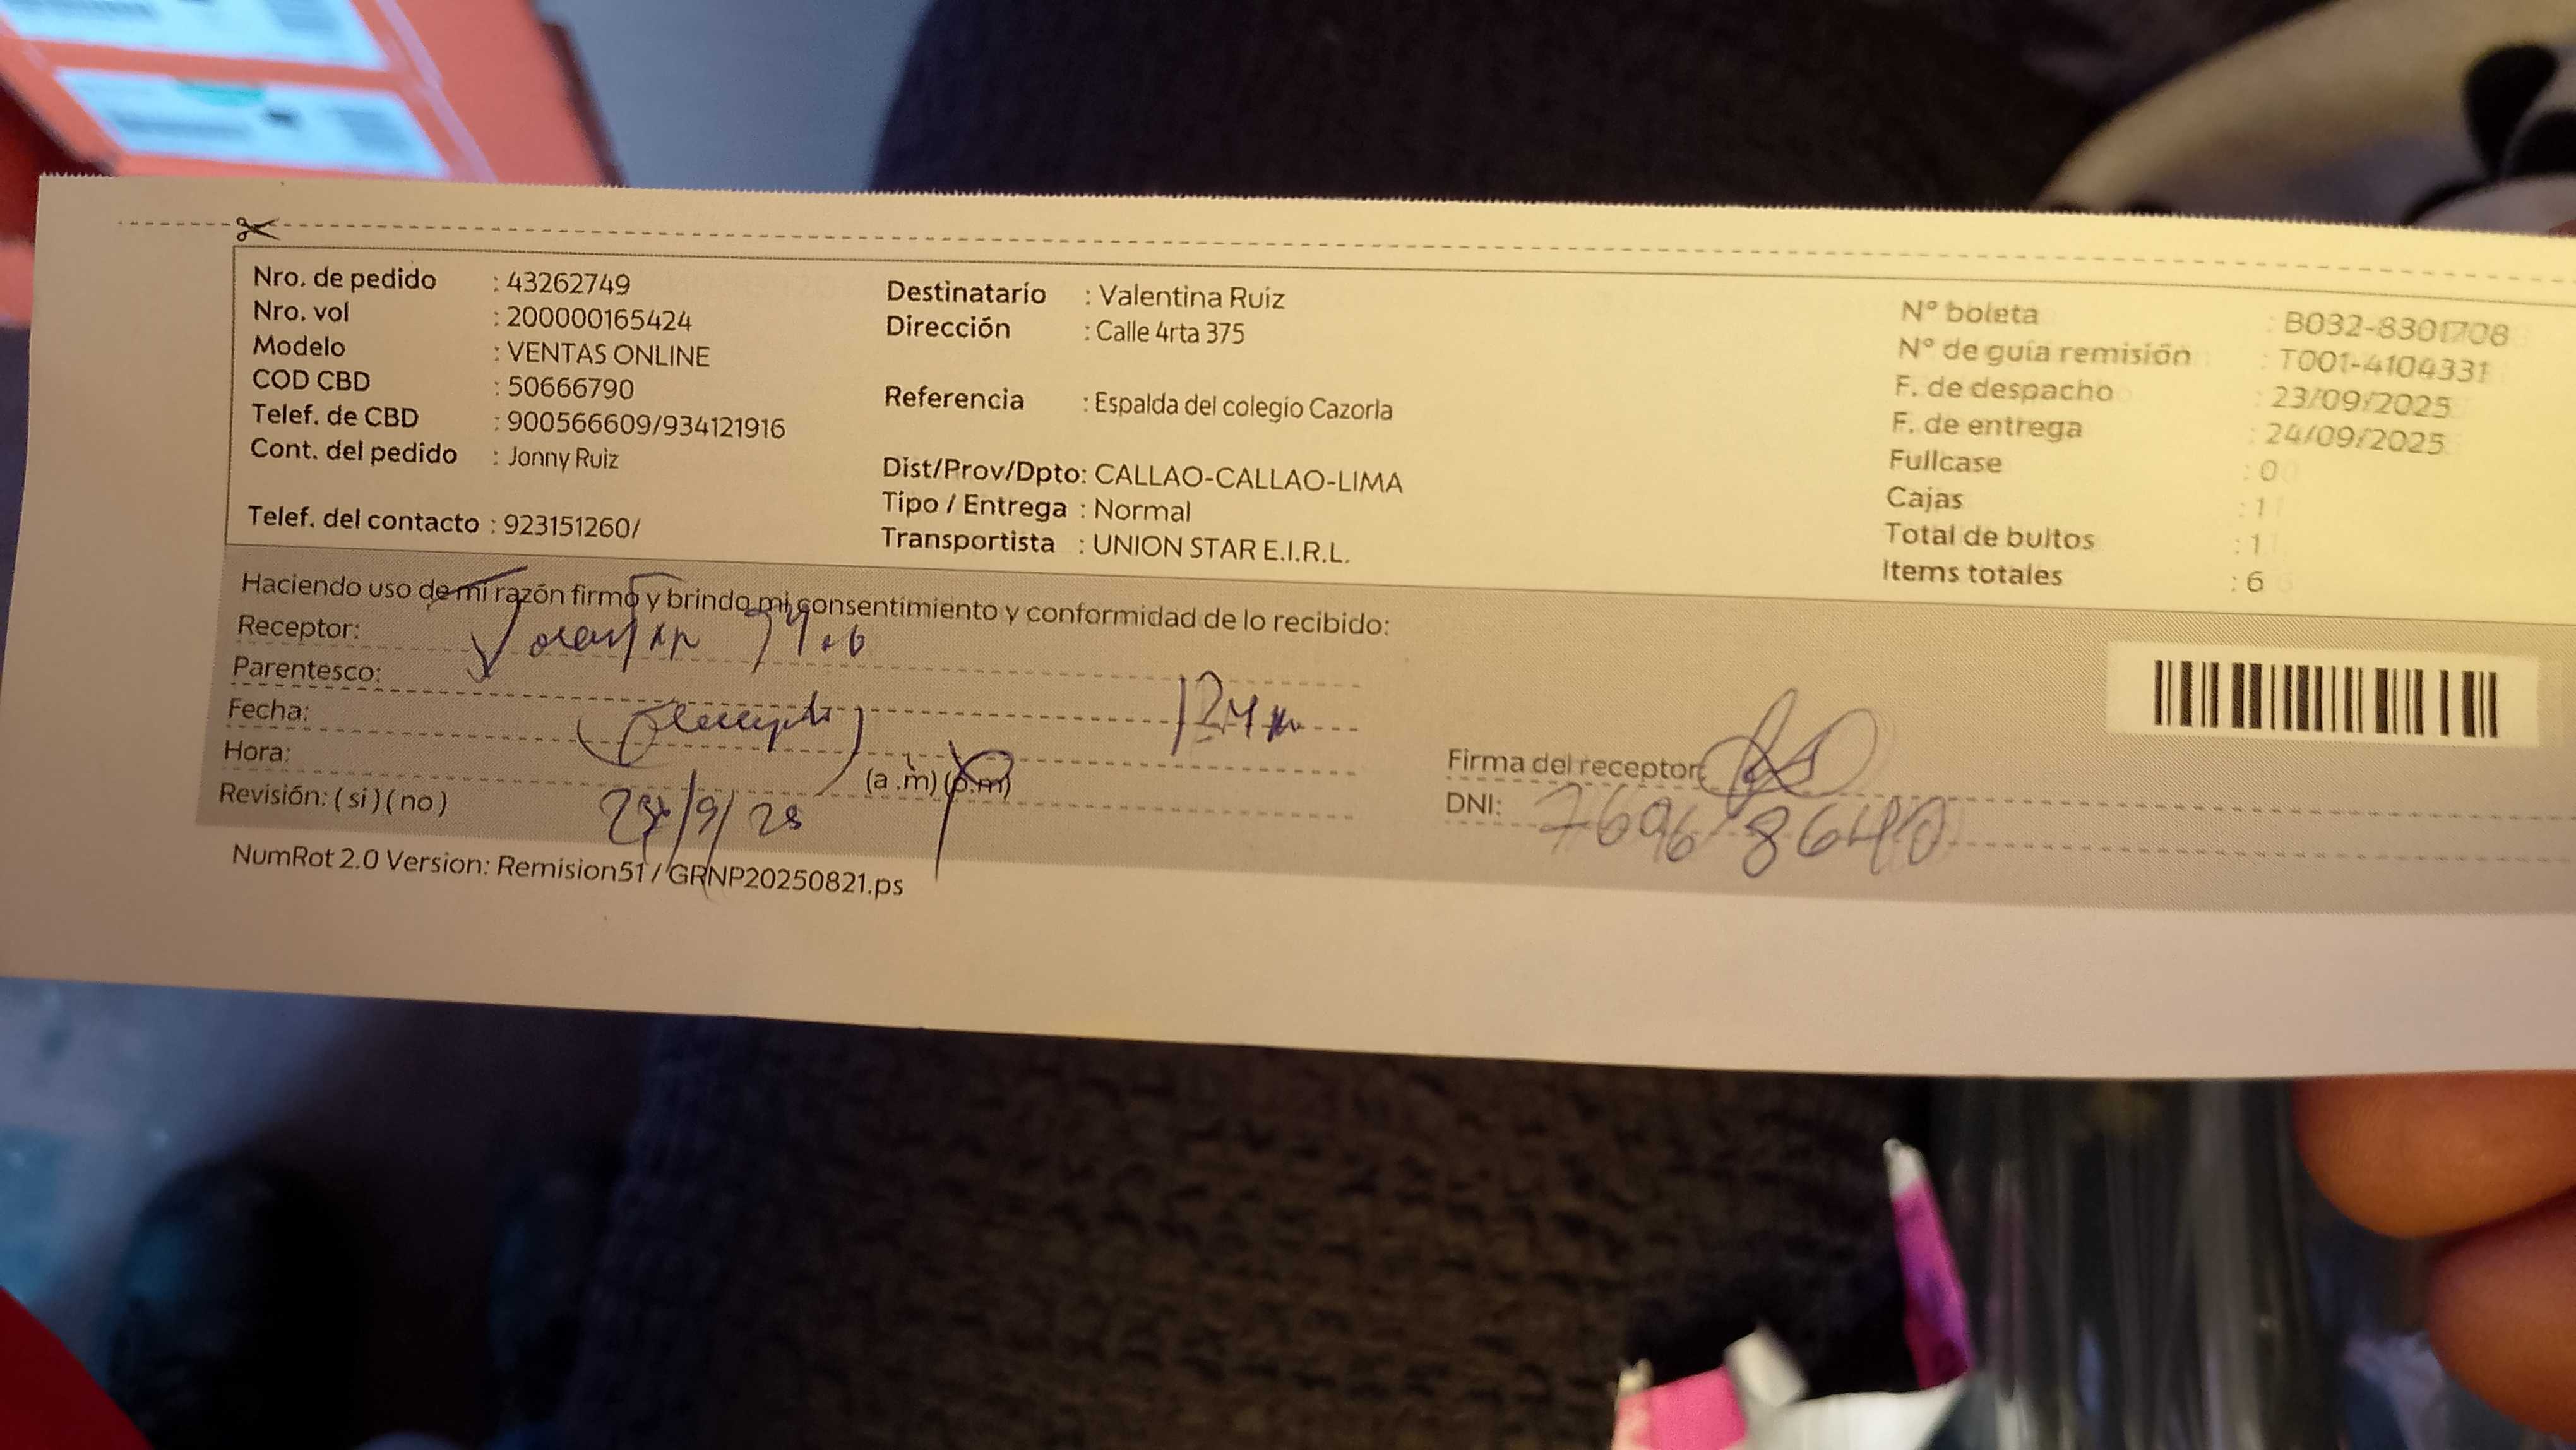 Nro. de pedido : 43262749
Nro. vol : 200000165424
Modelo : VENTAS ONLINE
COD CBD : 50666790
Telef. de CBD : 900566609/934121916
Cont. del pedido : Jonny Ruiz
Telef. del contacto : 923151260/
Destinatario : Valentina Ruiz
Dirección : Calle 4rta 375
Referencia : Espalda del colegio Cazorla
Dist/Prov/Dpto: CALLAO-CALLAO-LIMA
Tipo / Entrega : Normal
Transportista : UNION STAR E.I.R.L.
N° boleta : B032-8301708
N° de guía remisión : T001-4104331
F. de despacho : 23/09/2025
F. de entrega : 24/09/2025
Fullcase : 0
Cajas : 1
Total de bultos : 1
Items totales : 6
Haciendo uso de mi razón firmo y brindo mi consentimiento y conformidad de lo recibido:
Receptor:
Parentesco:
Fecha:
Hora: (a .m) (p.m)
Revisión: ( si ) ( no )
Firma del receptor:
DNI: 76968640
NumRot 2.0 Version: Remision51 / GRNP20250821.ps